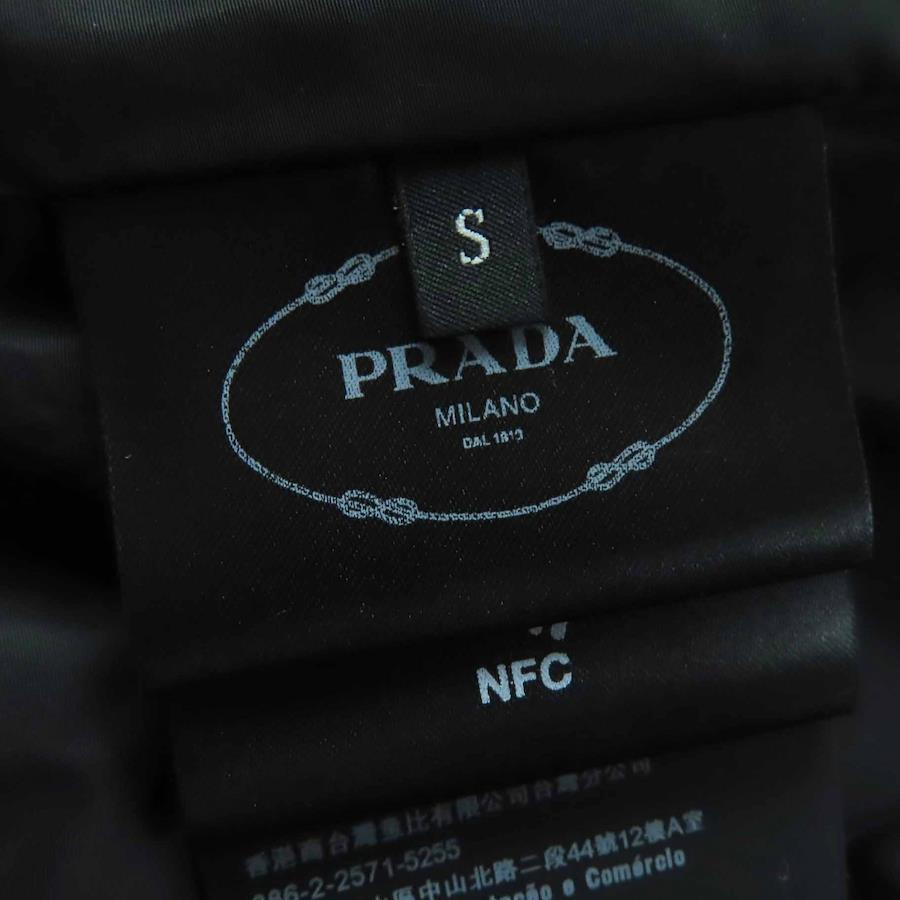 S
PRADA
MILANO
DAL 1913
NFC
香港商台灣普比有限公司台灣分公司
886-2-2571-5255
中山北路二段44號12樓A室
e Comércio